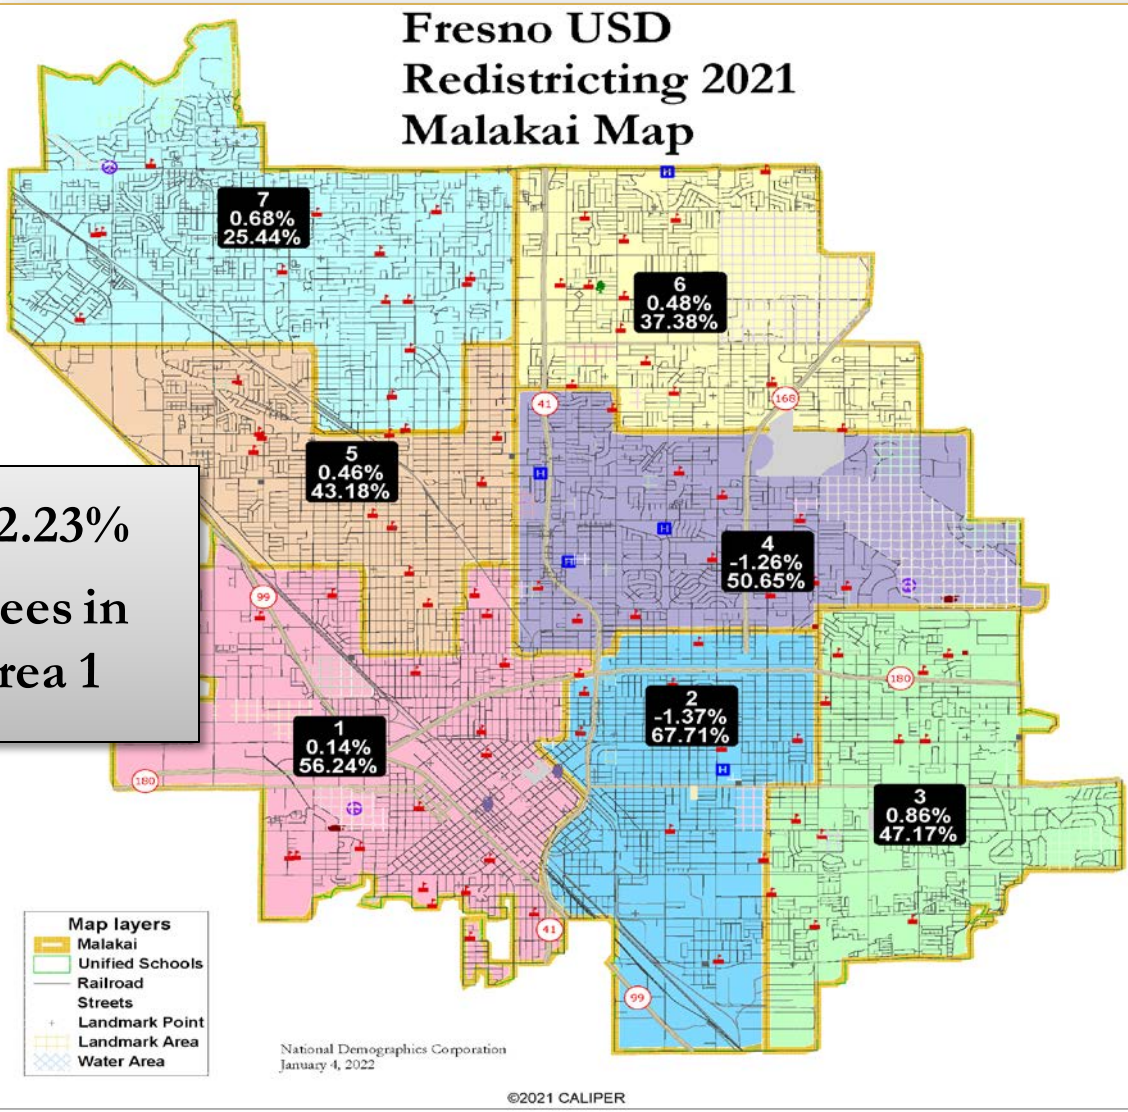 Fresno USD
Redistricting 2021
Malakai Map
7
0.68%
25.44%
6
0.48%
37.38%
41
168
5
0.46%
43.18%
2.23%
ees in
rea 1
4
-1.26%
50.65%
99
180
2
-1.37%
67.71%
1
0.14%
56.24%
180
3
0.86%
47.17%
41
99
H
H
H
H
H
Map layers
Malakai
Unified Schools
Railroad
Streets
Landmark Point
Landmark Area
Water Area
National Demographics Corporation
January 4, 2022
©2021 CALIPER